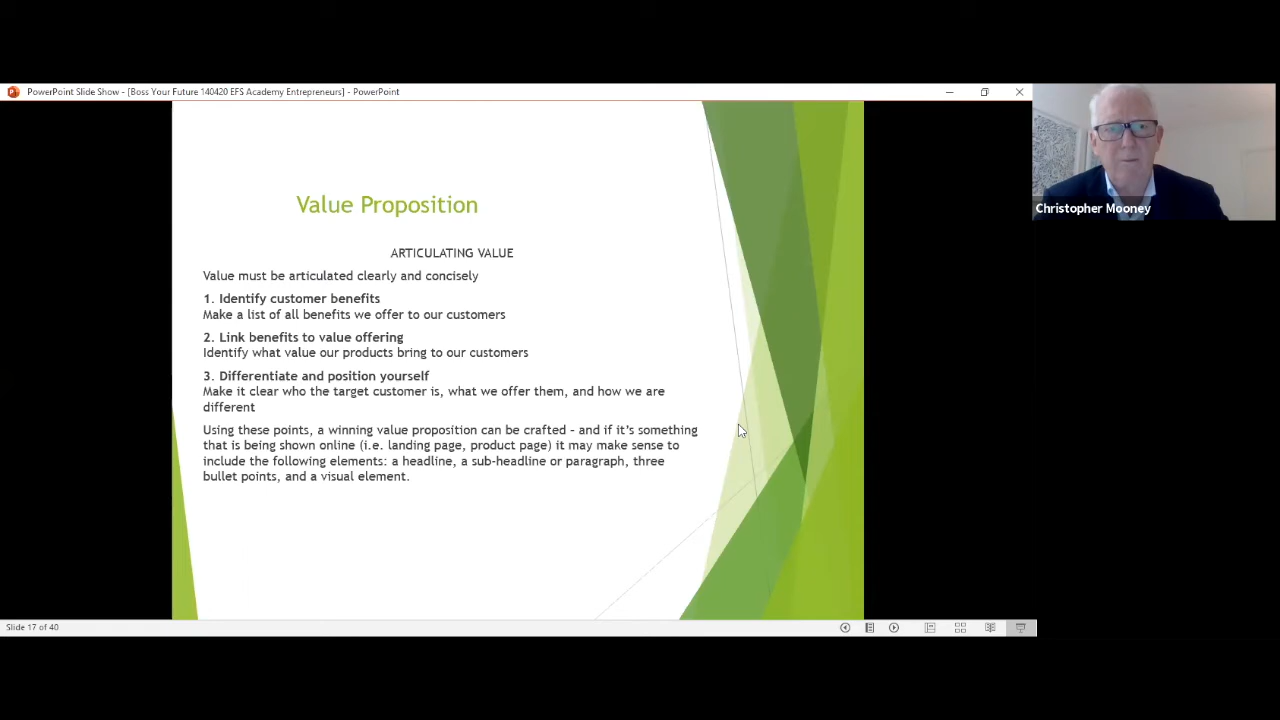 PowerPoint Slide Show - [Boss Your Future 140420 EFS Academy Entrepreneurs] - PowerPoint
Christopher Mooney
Value Proposition
ARTICULATING VALUE
Value must be articulated clearly and concisely
1. Identify customer benefits
Make a list of all benefits we offer to our customers
2. Link benefits to value offering
Identify what value our products bring to our customers
3. Differentiate and position yourself
Make it clear who the target customer is, what we offer them, and how we are
different
Using these points, a winning value proposition can be crafted – and if it's something
that is being shown online (i.e. landing page, product page) it may make sense to
include the following elements: a headline, a sub-headline or paragraph, three
bullet points, and a visual element.
Slide 17 of 40